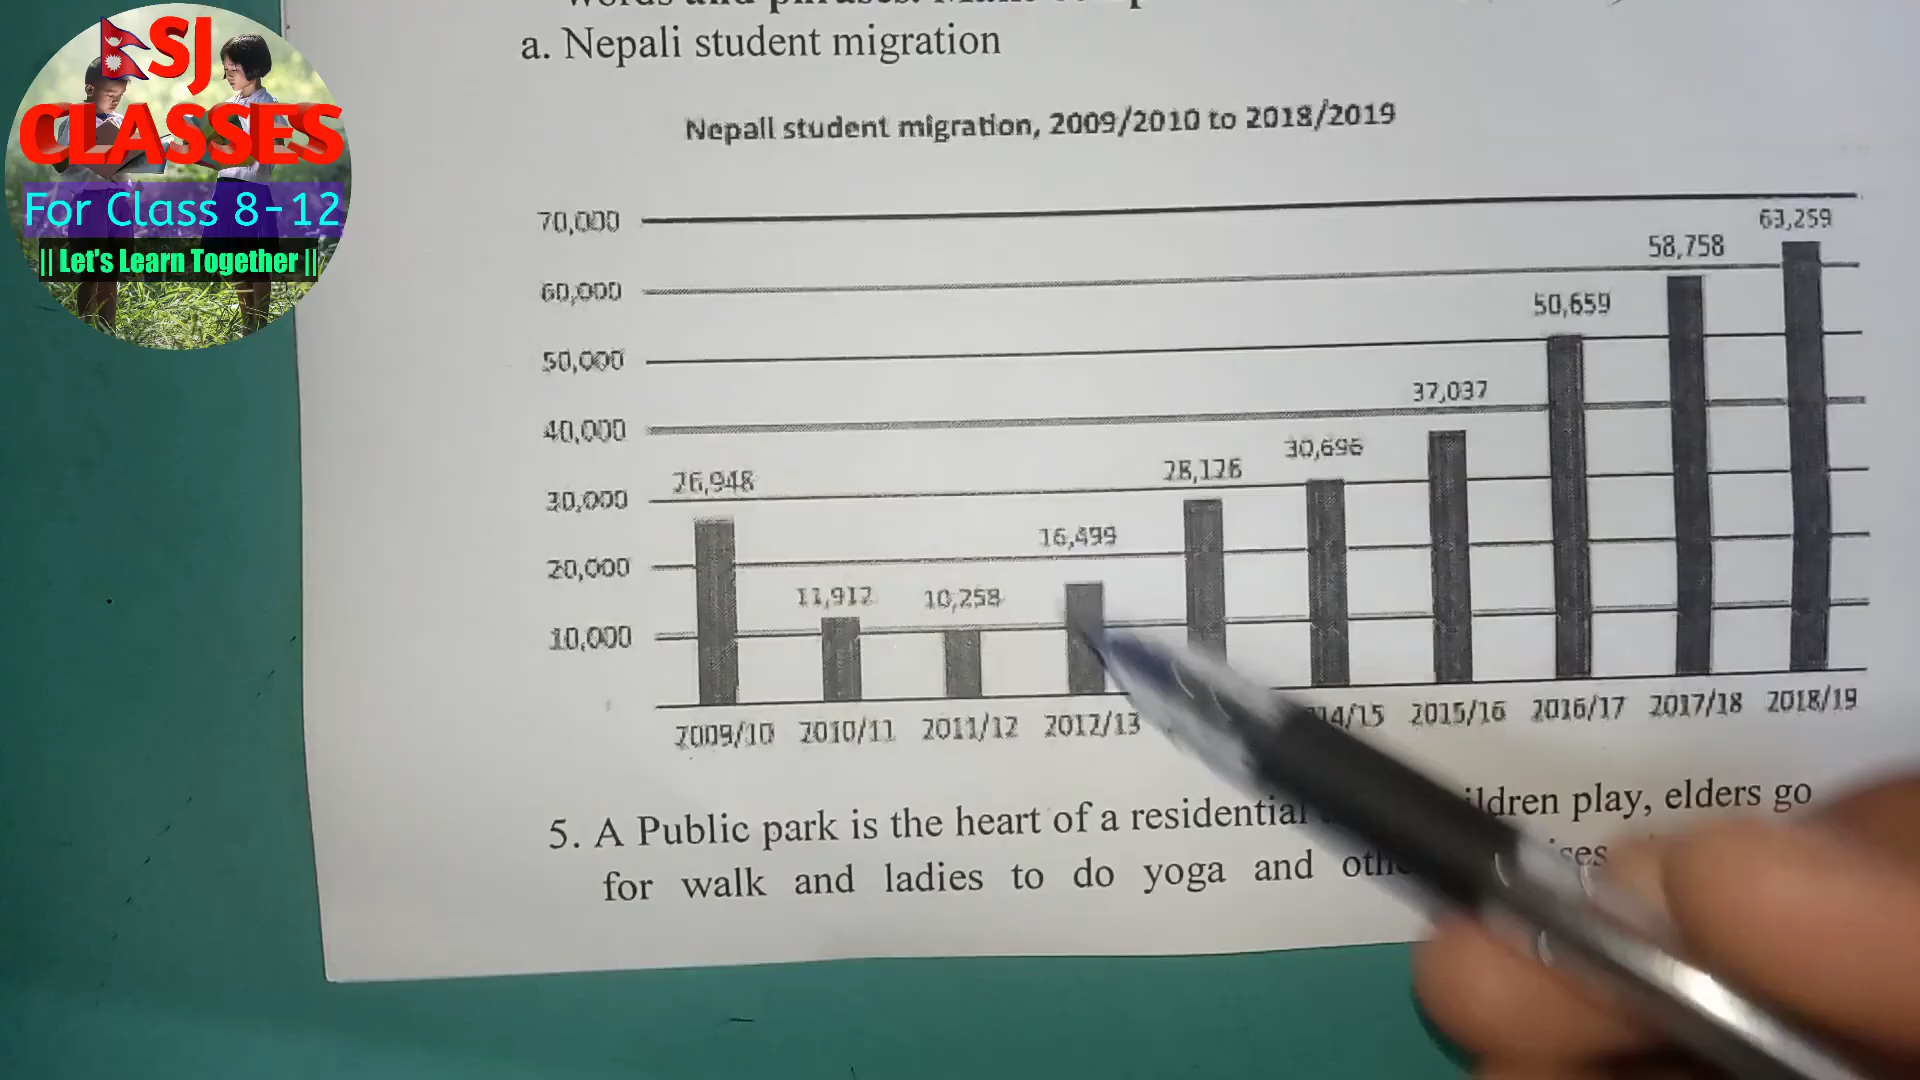 SJ
CLASSES
For Class 8-12
|| Let's Learn Together ||
a. Nepali student migration
Nepali student migration, 2009/2010 to 2018/2019
70,000
60,000
50,000
40,000
30,000
20,000
10,000
26,948
11,912
10,258
16,499
28,126
30,696
37,037
50,659
58,758
63,259
2009/10 2010/11 2011/12 2012/13 14/15 2015/16 2016/17 2017/18 2018/19
5. A Public park is the heart of a residential ildren play, elders go
for walk and ladies to do yoga and